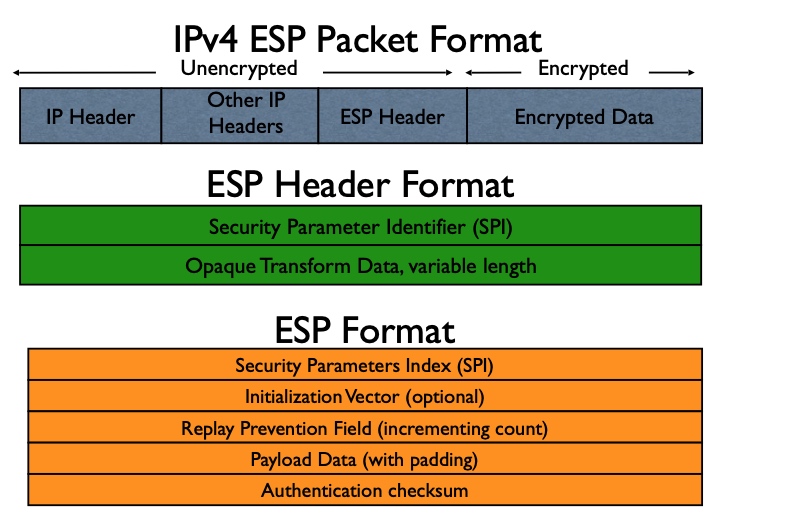 IPv4 ESP Packet Format
Unencrypted
Encrypted
IP Header
Other IP
Headers
ESP Header
Encrypted Data
ESP Header Format
Security Parameter Identifier (SPI)
Opaque Transform Data, variable length
ESP Format
Security Parameters Index (SPI)
Initialization Vector (optional)
Replay Prevention Field (incrementing count)
Payload Data (with padding)
Authentication checksum